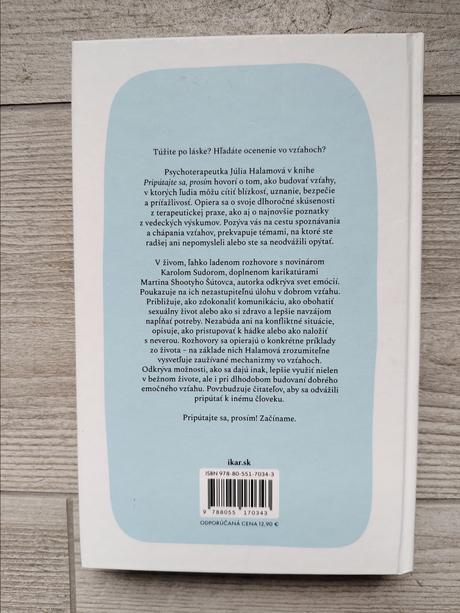 Túžite po láske? Hľadáte ocenenie vo vzťahoch?
Psychoterapeutka Júlia Halamová v knihe
Pripútajte sa, prosím hovorí o tom, ako budovať vzťahy,
v ktorých ľudia môžu cítiť blízkosť, uznanie, bezpečie
a príťažlivosť. Opiera sa o svoje dlhoročné skúsenosti
z terapeutickej praxe, ako aj o najnovšie poznatky
z vedeckých výskumov. Pozýva vás na cestu spoznávania
a chápania vzťahov, prekvapuje témami, na ktoré ste
radšej ani nepomysleli alebo ste sa neodvážili opýtať.
V živom, ľahko ladenom rozhovore s novinárom
Karolom Sudorom, doplnenom karikatúrami
Martina Shootyho Šútovca, autorka odkrýva svet emócií.
Poukazuje na ich nezastupiteľnú úlohu v dobrom vzťahu.
Približuje, ako zdokonaliť komunikáciu, ako obohatiť
sexuálny život alebo ako si zdravo a lepšie navzájom
napĺňať potreby. Nezabúda ani na konfliktné situácie,
opisuje, ako pristupovať k hádke alebo ako naložiť
s neverou. Rozhovory sa opierajú o konkrétne príklady
zo života – na základe nich Halamová zrozumiteľne
vysvetľuje zaužívané mechanizmy vo vzťahoch.
Odkrýva možnosti, ako sa dajú inak, lepšie využiť nielen
v bežnom živote, ale i pri dlhodobom budovaní dobrého
emočného vzťahu. Povzbudzuje čitateľov, aby sa odvážili
pripútať k inému človeku.
Pripútajte sa, prosím! Začíname.
ikar.sk
ISBN 978-80-551-7034-3
9 788055 170343
ODPORÚČANÁ CENA 12,90 €